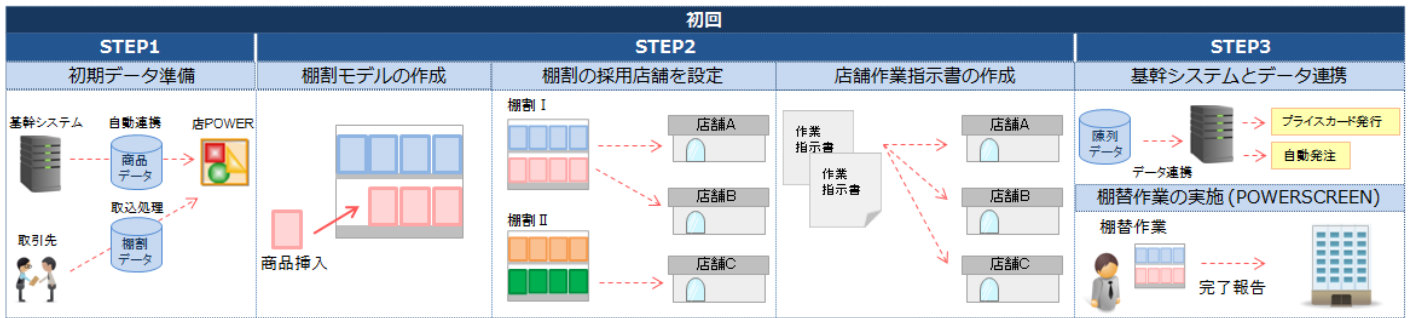 初回
STEP1
STEP2
STEP3
初期データ準備
棚割モデルの作成
棚割の採用店舗を設定
店舗作業指示書の作成
基幹システムとデータ連携
基幹システム
自動連携
店POWER
商品
データ
取込処理
取引先
棚割
データ
商品挿入
棚割Ⅰ
店舗A
店舗B
棚割Ⅱ
店舗C
作業
指示書
作業
指示書
店舗A
店舗B
店舗C
陳列
データ
データ連携
プライスカード発行
自動発注
棚替作業の実施(POWERSCREEN)
棚替作業
完了報告